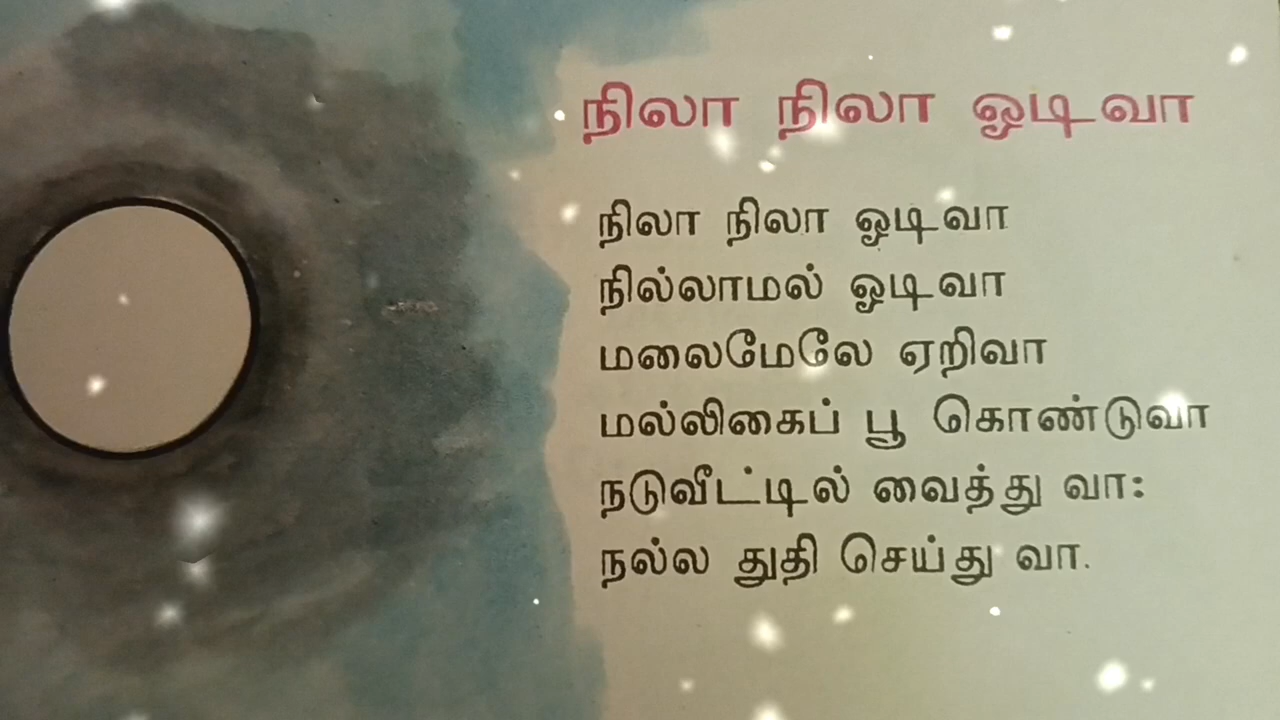 நிலா நிலா ஓடிவா
நிலா நிலா ஓடிவா
நில்லாமல் ஓடிவா
மலைமேலே ஏறிவா
மல்லிகைப் பூ கொண்டுவா
நடுவீட்டில் வைத்து வா:
நல்ல துதி செய்து வா.